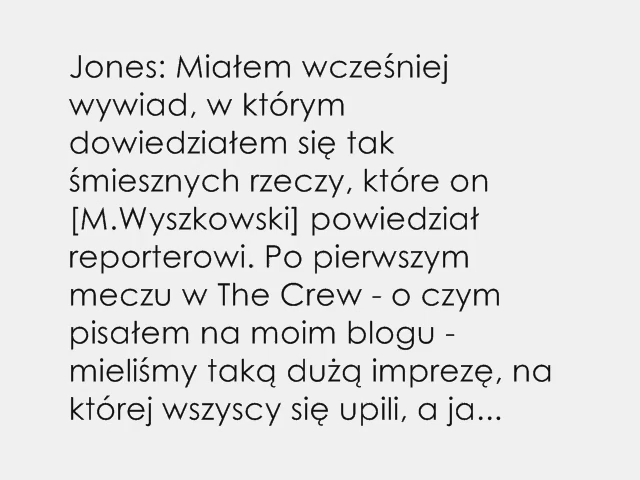 Jones: Miałem wcześniej
wywiad, w którym
dowiedziałem się tak
śmiesznych rzeczy, które on
[M.Wyszkowski] powiedział
reporterowi. Po pierwszym
meczu w The Crew - o czym
pisałem na moim blogu -
mieliśmy taką dużą imprezę, na
której wszyscy się upili, a ja...